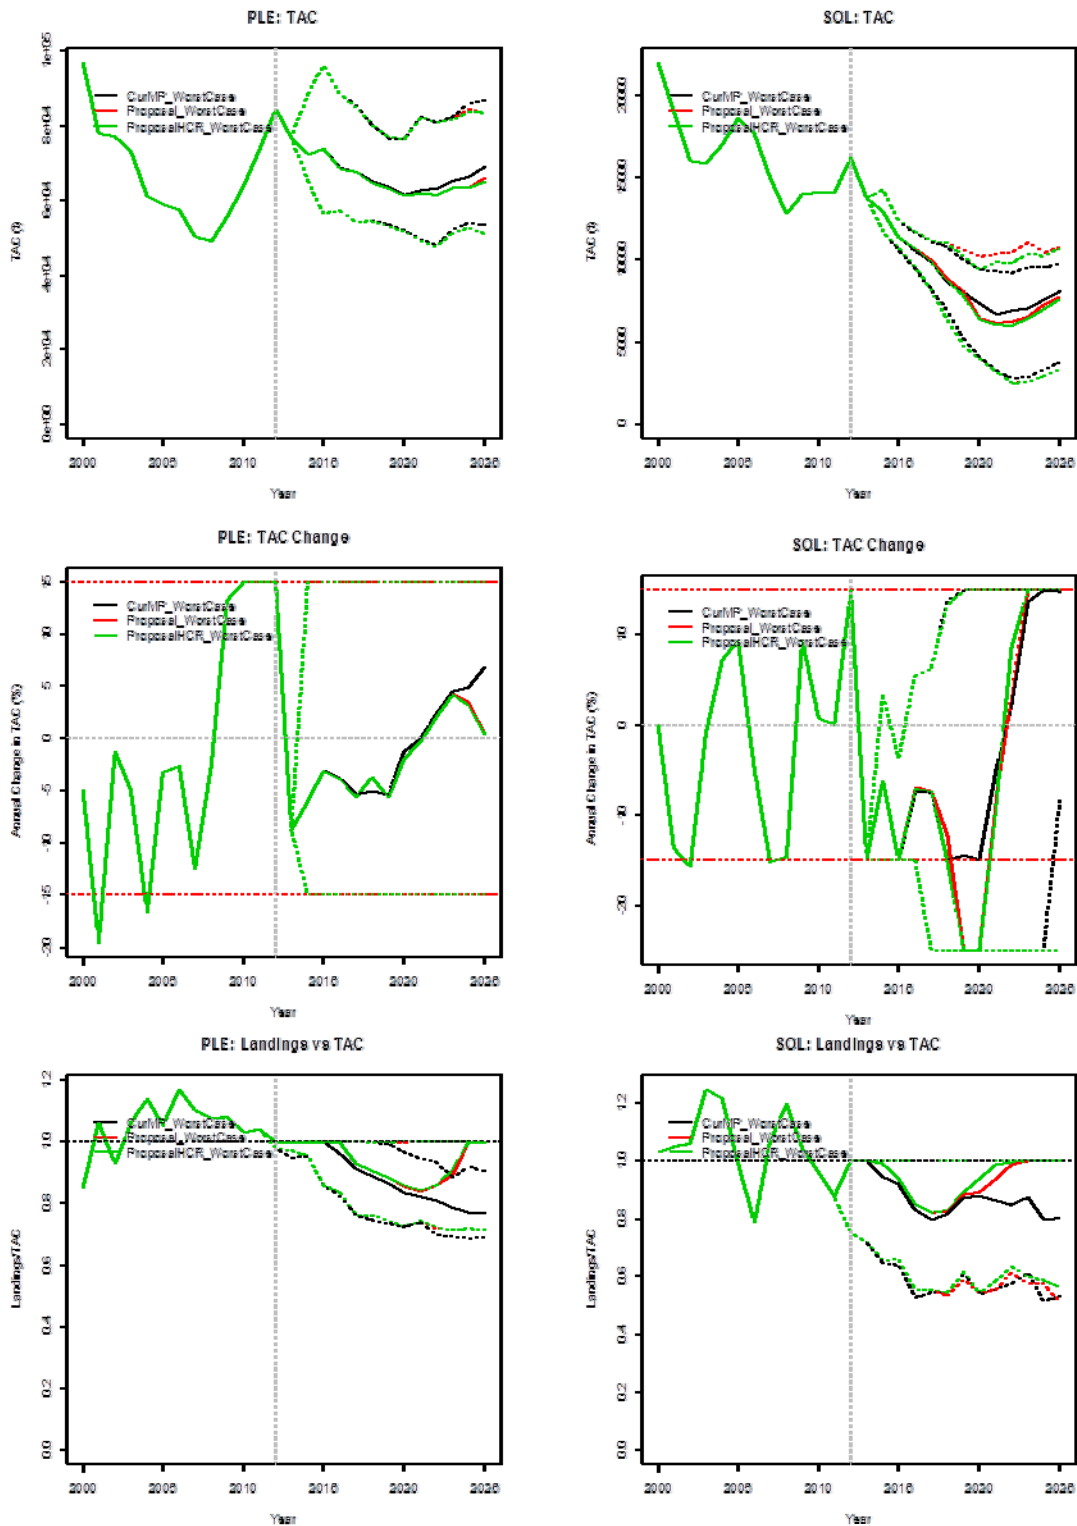 PLE: TAC
SOL: TAC
1e+05
8e+04
6e+04
4e+04
2e+04
0e+00
TAC (t)
CurMP_WorstCase
Proposal_WorstCase
ProposalHCR_WorstCase
2000 2005 2010 2015 2020 2025
Year
20000
15000
10000
5000
0
TAC (t)
CurMP_WorstCase
Proposal_WorstCase
ProposalHCR_WorstCase
2000 2005 2010 2015 2020 2025
Year
PLE: TAC Change
SOL: TAC Change
15
10
5
0
-5
-10
-15
-20
Annual Change in TAC (%)
CurMP_WorstCase
Proposal_WorstCase
ProposalHCR_WorstCase
2000 2005 2010 2015 2020 2025
Year
10
0
-10
-20
Annual Change in TAC (%)
CurMP_WorstCase
Proposal_WorstCase
ProposalHCR_WorstCase
2000 2005 2010 2015 2020 2025
Year
PLE: Landings vs TAC
SOL: Landings vs TAC
1.2
1.0
0.8
0.6
0.4
0.2
0.0
Landings/TAC
CurMP_WorstCase
Proposal_WorstCase
ProposalHCR_WorstCase
2000 2005 2010 2015 2020 2025
Year
1.2
1.0
0.8
0.6
0.4
0.2
0.0
Landings/TAC
CurMP_WorstCase
Proposal_WorstCase
ProposalHCR_WorstCase
2000 2005 2010 2015 2020 2025
Year